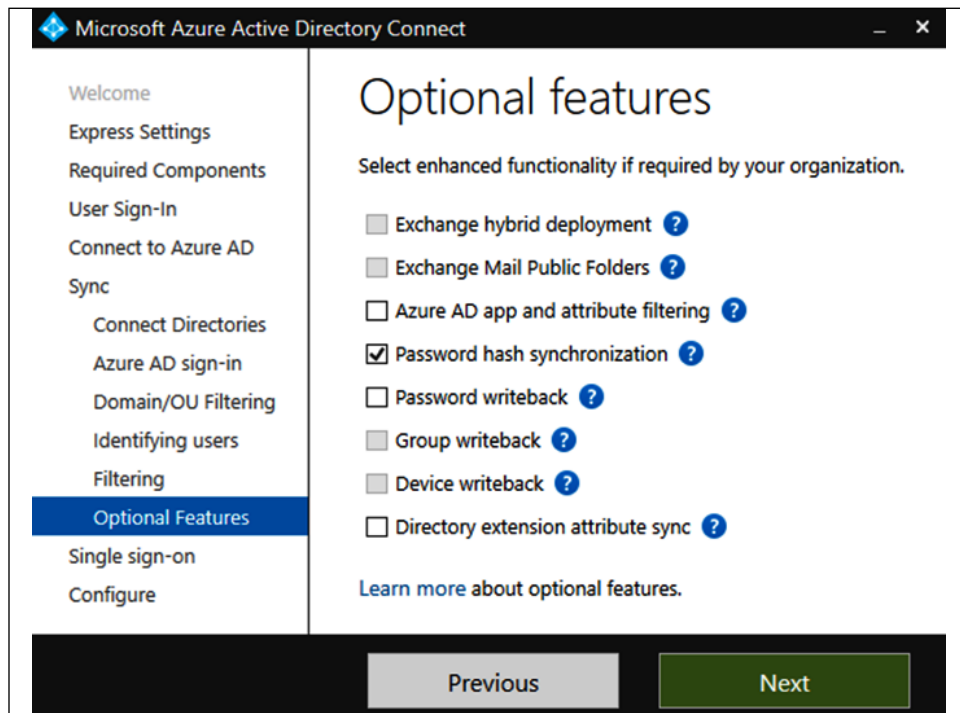 Microsoft Azure Active Directory Connect
Welcome
Express Settings
Required Components
User Sign-In
Connect to Azure AD
Sync
Connect Directories
Azure AD sign-in
Domain/OU Filtering
Identifying users
Filtering
Optional Features
Single sign-on
Configure
Optional features
Select enhanced functionality if required by your organization.
Exchange hybrid deployment ?
Exchange Mail Public Folders ?
Azure AD app and attribute filtering ?
Password hash synchronization ?
Password writeback ?
Group writeback ?
Device writeback ?
Directory extension attribute sync ?
Learn more about optional features.
Previous
Next